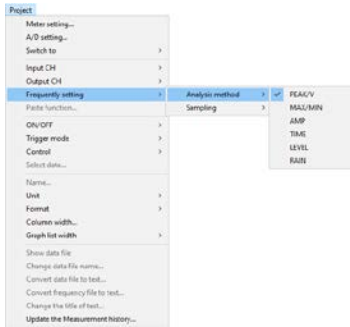 Project
Meter setting...
A/D setting...
Switch to
Input CH
Output CH
Frequently setting
Analysis method
PEAK/V
Sampling
MAX/MIN
AMP
TIME
LEVEL
RAIN
Paste function...
ON/OFF
Trigger mode
Control
Select data...
Name...
Unit
Format
Column width...
Graph list width
Show data file
Change data file name...
Convert data file to text...
Convert frequency file to text...
Change the title of text...
Update the Measurement history...